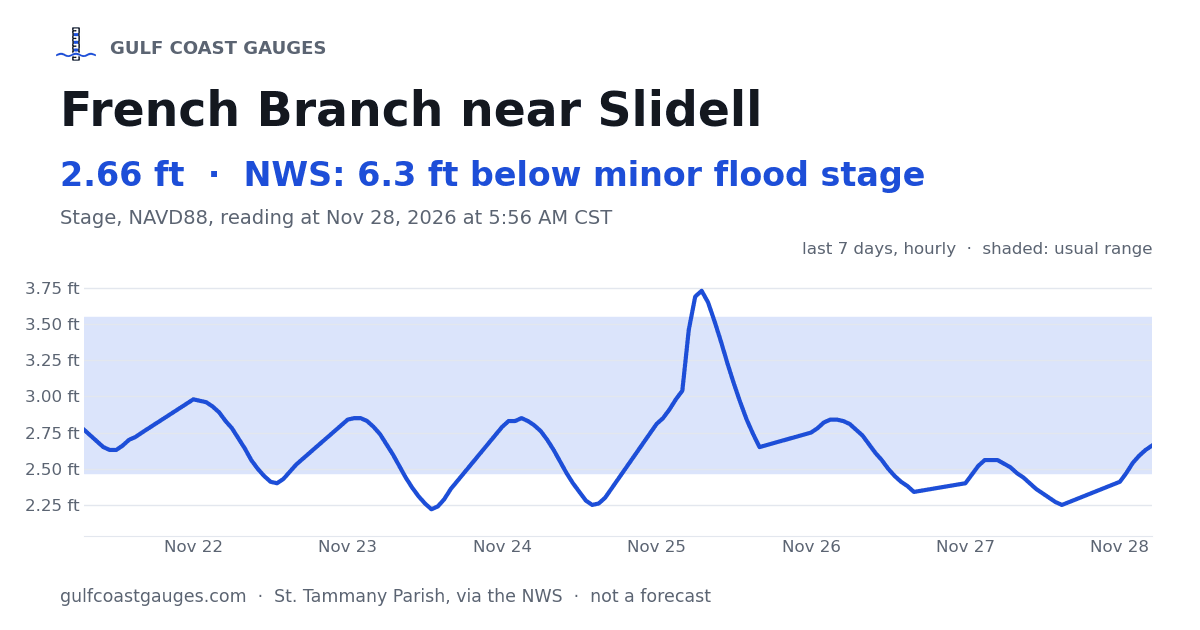 GULF COAST GAUGES
French Branch near Slidell
2.66 ft · NWS: 6.3 ft below minor flood stage
Stage, NAVD88, reading at Nov 28, 2026 at 5:56 AM CST
last 7 days, hourly · shaded: usual range
3.75 ft
3.50 ft
3.25 ft
3.00 ft
2.75 ft
2.50 ft
2.25 ft
Nov 22 Nov 23 Nov 24 Nov 25 Nov 26 Nov 27 Nov 28
gulfcoastgauges.com · St. Tammany Parish, via the NWS · not a forecast